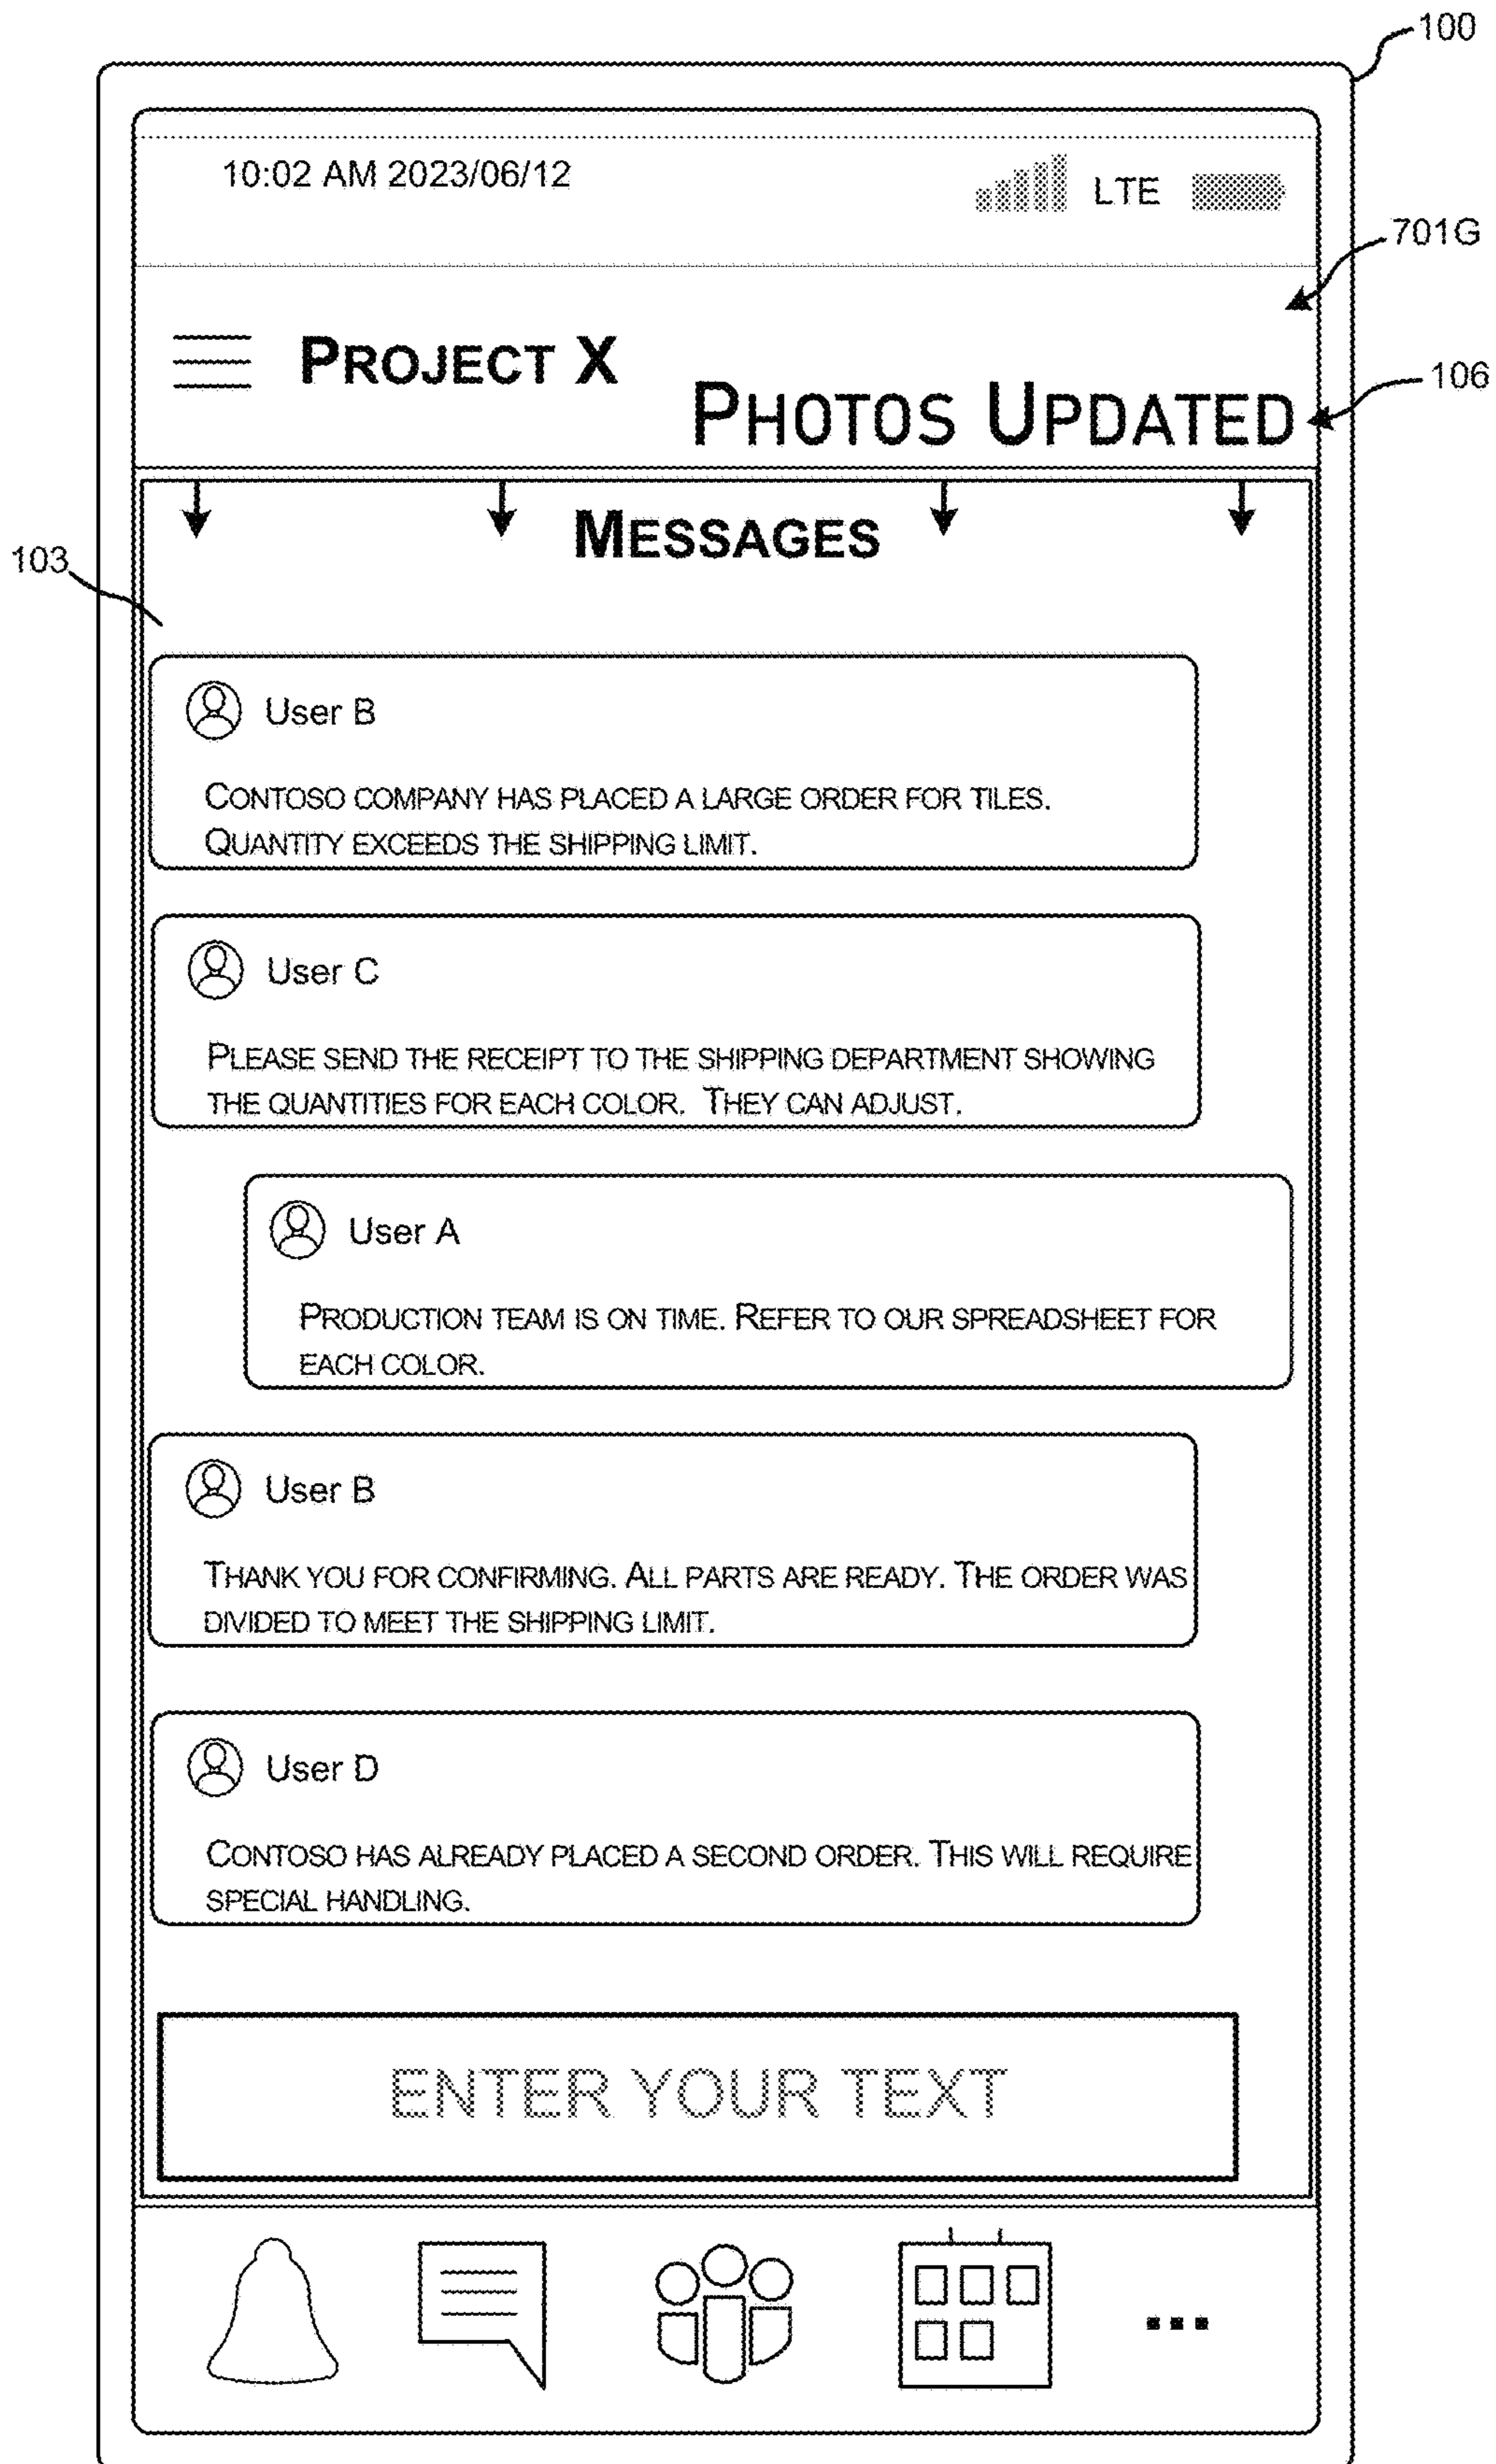 100
10:02 AM 2023/06/12
LTE
701G
PROJECT X
PHOTOS UPDATED
106
MESSAGES
103
User B
CONTOSO COMPANY HAS PLACED A LARGE ORDER FOR TILES.
QUANTITY EXCEEDS THE SHIPPING LIMIT.
User C
PLEASE SEND THE RECEIPT TO THE SHIPPING DEPARTMENT SHOWING
THE QUANTITIES FOR EACH COLOR. THEY CAN ADJUST.
User A
PRODUCTION TEAM IS ON TIME. REFER TO OUR SPREADSHEET FOR
EACH COLOR.
User B
THANK YOU FOR CONFIRMING. ALL PARTS ARE READY. THE ORDER WAS
DIVIDED TO MEET THE SHIPPING LIMIT.
User D
CONTOSO HAS ALREADY PLACED A SECOND ORDER. THIS WILL REQUIRE
SPECIAL HANDLING.
ENTER YOUR TEXT